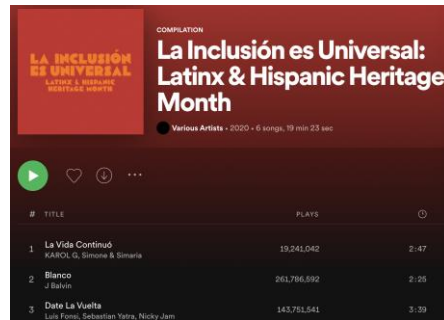 LA INCLUSIÓN
ES UNIVERSAL
LATINX & HISPANIC
HERITAGE MONTH
COMPILATION
La Inclusión es Universal:
Latinx & Hispanic Heritage
Month
Various Artists • 2020 • 6 songs, 19 min 23 sec
# TITLE PLAYS
1 La Vida Continuó 19,241,042 2:47
KAROL G, Simone & Simaria
2 Blanco 261,786,592 2:25
J Balvin
3 Date La Vuelta 143,751,541 3:39
Luis Fonsi, Sebastian Yatra, Nicky Jam